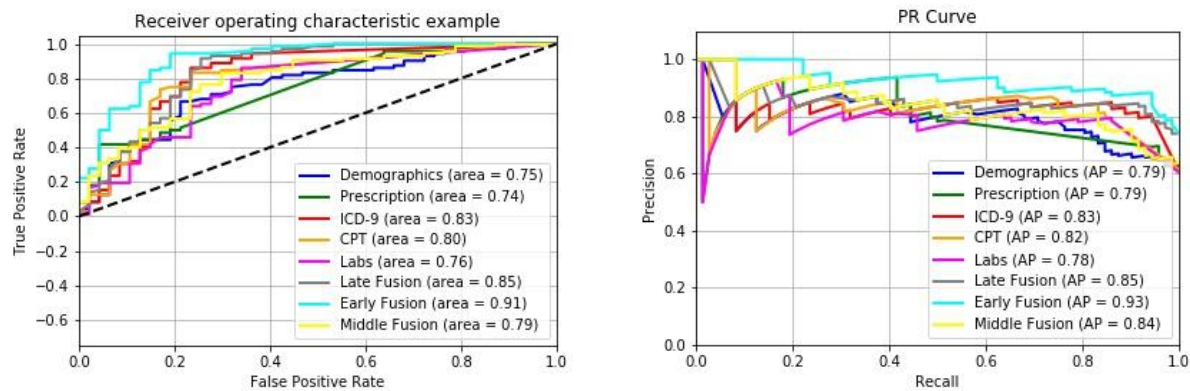 Receiver operating characteristic example
1.0
0.8
0.6
0.4
0.2
0.0
−0.2
−0.4
−0.6
True Positive Rate
Demographics (area = 0.75)
Prescription (area = 0.74)
ICD-9 (area = 0.83)
CPT (area = 0.80)
Labs (area = 0.76)
Late Fusion (area = 0.85)
Early Fusion (area = 0.91)
Middle Fusion (area = 0.79)
0.0 0.2 0.4 0.6 0.8 1.0
False Positive Rate
PR Curve
1.0
0.8
0.6
0.4
0.2
0.0
Precision
Demographics (AP = 0.79)
Prescription (AP = 0.79)
ICD-9 (AP = 0.83)
CPT (AP = 0.82)
Labs (AP = 0.78)
Late Fusion (AP = 0.85)
Early Fusion (AP = 0.93)
Middle Fusion (AP = 0.84)
0.0 0.2 0.4 0.6 0.8 1.0
Recall